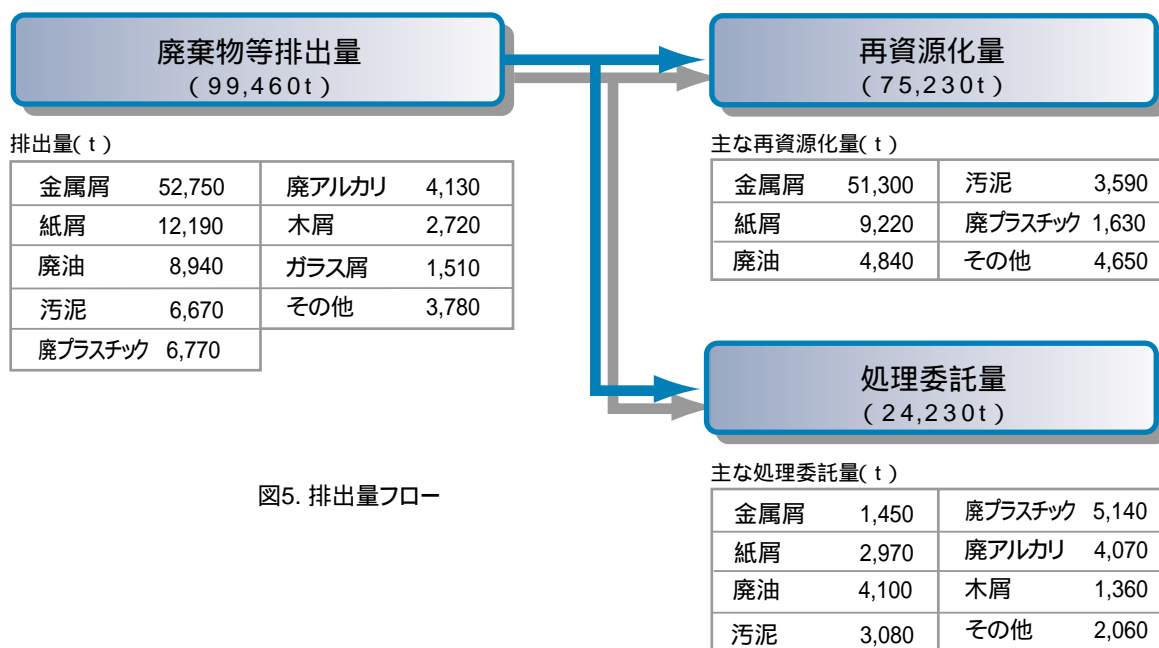 廃棄物等排出量
(99,460t)
排出量(t)
金属屑 52,750 廃アルカリ 4,130
紙屑 12,190 木屑 2,720
廃油 8,940 ガラス屑 1,510
汚泥 6,670 その他 3,780
廃プラスチック 6,770
再資源化量
(75,230t)
主な再資源化量(t)
金属屑 51,300 汚泥 3,590
紙屑 9,220 廃プラスチック 1,630
廃油 4,840 その他 4,650
処理委託量
(24,230t)
主な処理委託量(t)
金属屑 1,450 廃プラスチック 5,140
紙屑 2,970 廃アルカリ 4,070
廃油 4,100 木屑 1,360
汚泥 3,080 その他 2,060
図5. 排出量フロー